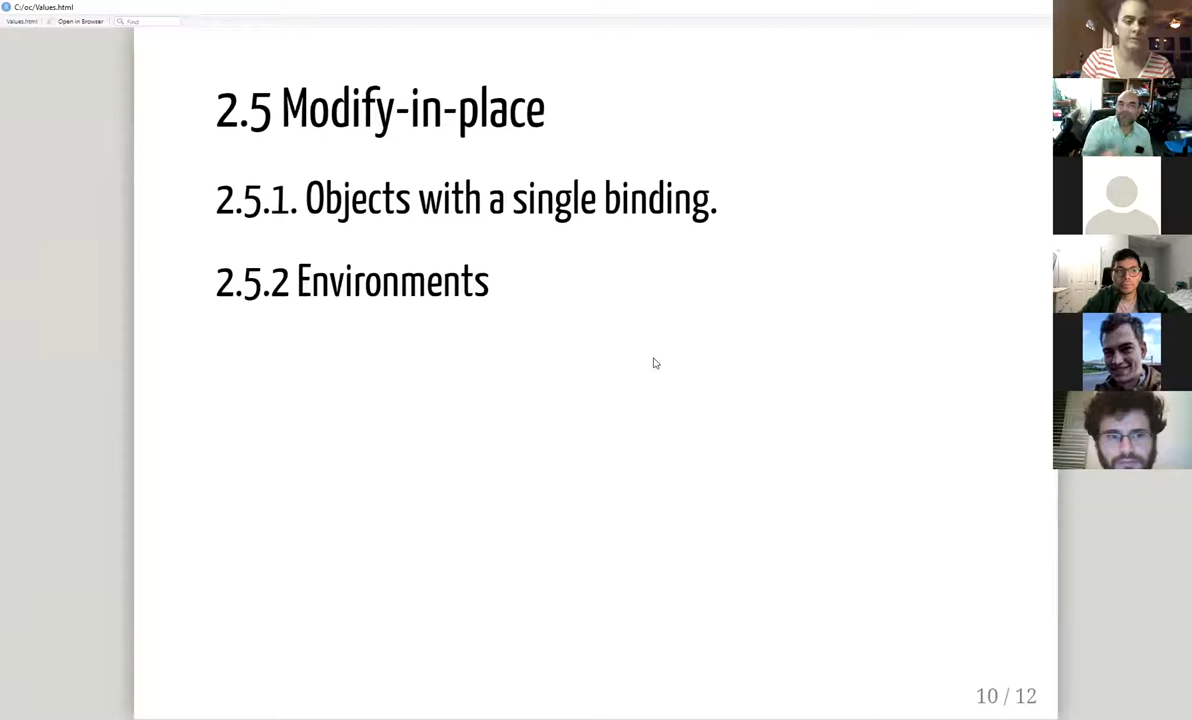 C:/oc/Values.html
Values.html Open in Browser Find
2.5 Modify-in-place
2.5.1. Objects with a single binding.
2.5.2 Environments
10 / 12